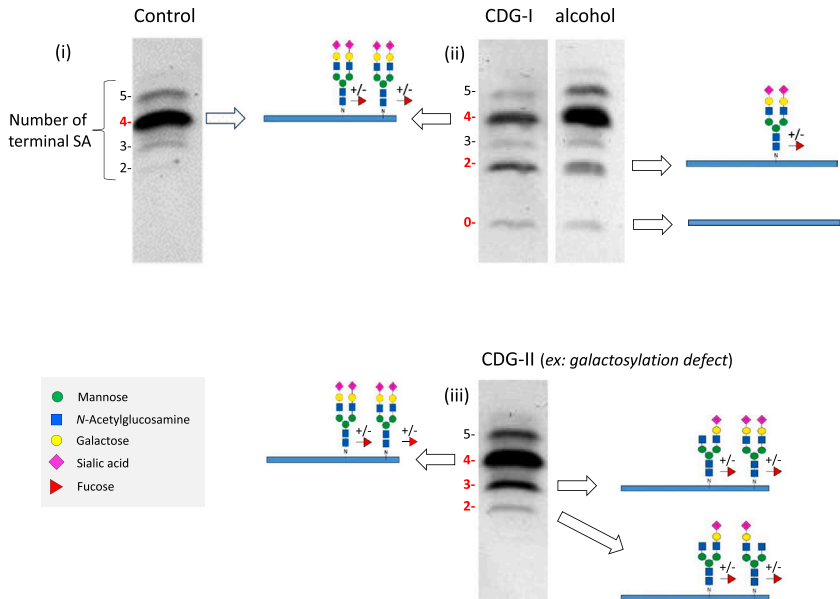 Control
(i)
Number of
terminal SA
5-
4-
3-
2-
+/-
+/-
N
N
CDG-I
alcohol
(ii)
5-
4-
3-
2-
0-
+/-
N
CDG-II (ex: galactosylation defect)
(iii)
5-
4-
3-
2-
+/-
+/-
N
N
+/-
+/-
N
N
+/-
+/-
N
N
Mannose
N-Acetylglucosamine
Galactose
Sialic acid
Fucose